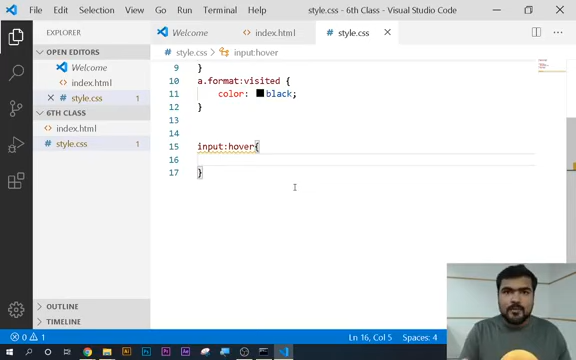 File Edit Selection View Go Run Terminal Help style.css - 6th Class - Visual Studio Code
EXPLORER
Welcome index.html style.css
style.css > input:hover
OPEN EDITORS
Welcome
index.html
style.css 1
6TH CLASS
index.html
style.css 1
OUTLINE
TIMELINE
9 }
10 a.format:visited {
11 color: black;
12 }
13
14
15 input:hover{
16
17 }
0 1 Ln 16, Col 5 Spaces: 4